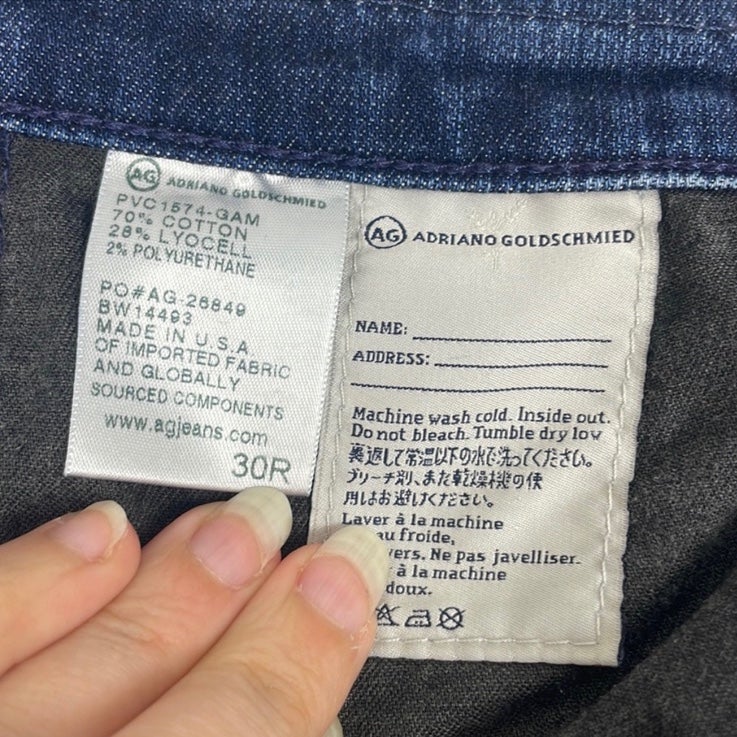 AG ADRIANO GOLDSCHMIED
PVC1574-GAM
70% COTTON
28% LYOCELL
2% POLYURETHANE
PO#AG-26849
BW14493
MADE IN U.S.A
OF IMPORTED FABRIC
AND GLOBALLY
SOURCED COMPONENTS
www.agjeans.com
30R
AG ADRIANO GOLDSCHMIED
NAME:
ADDRESS:
Machine wash cold. Inside out.
Do not bleach. Tumble dry low
裏返して常温以下の水で洗ってください。
ブリーチ剤、また乾燥機の使
用はお避けください。
Laver à la machine
au froide,
vers. Ne pas javelliser.
à la machine
doux.